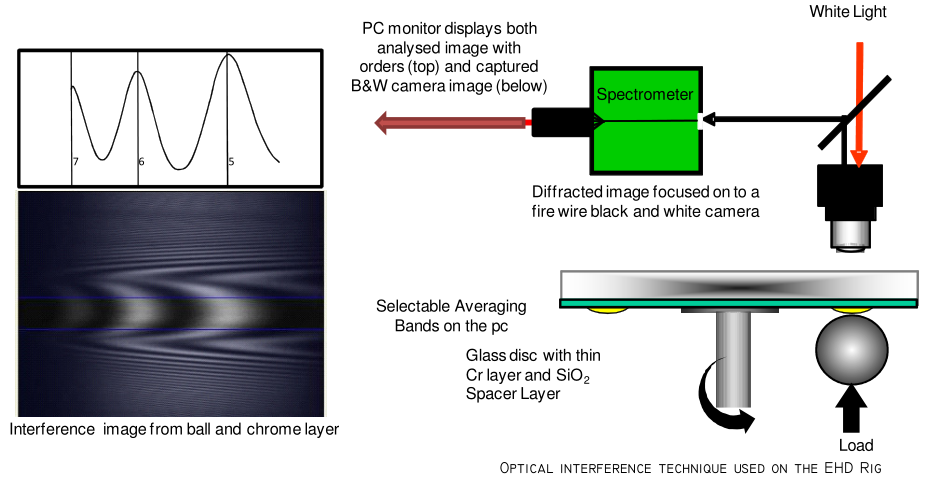 White Light
PC monitor displays both
analysed image with
orders (top) and captured
B&W camera image (below)
Spectrometer
7 6 5
Diffracted image focused on to a
fire wire black and white camera
Selectable Averaging
Bands on the pc
Glass disc with thin
Cr layer and SiO₂
Spacer Layer
Interference image from ball and chrome layer
Load
OPTICAL INTERFERENCE TECHNIQUE USED ON THE EHD RIG